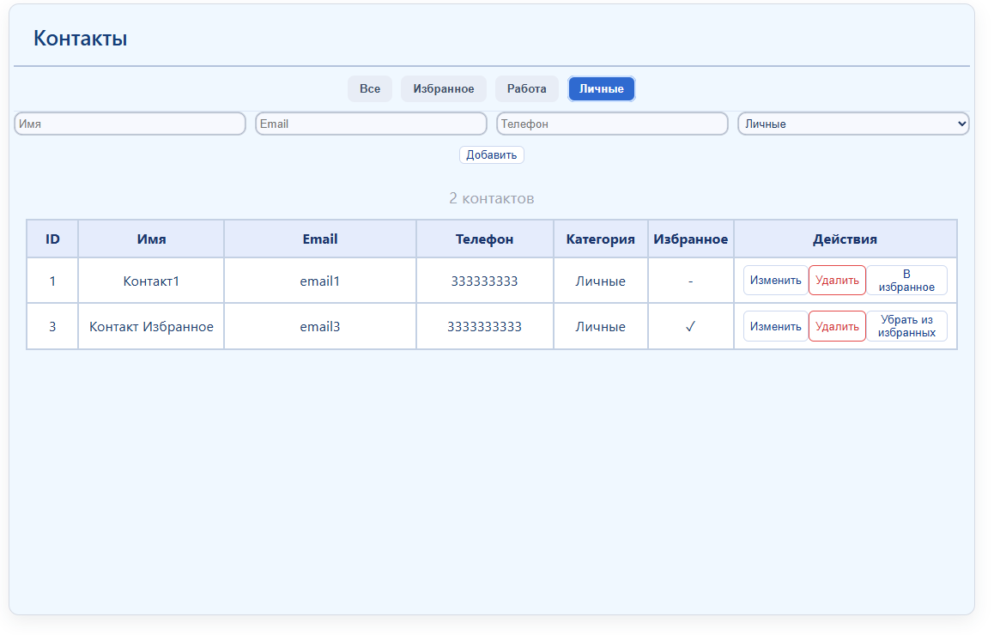 Контакты
Все Избранное Работа Личные
Имя Email Телефон Личные
Добавить
2 контактов
ID Имя Email Телефон Категория Избранное Действия
1 Контакт1 email1 333333333 Личные - Изменить Удалить В избранное
3 Контакт Избранное email3 3333333333 Личные ✓ Изменить Удалить Убрать из избранных